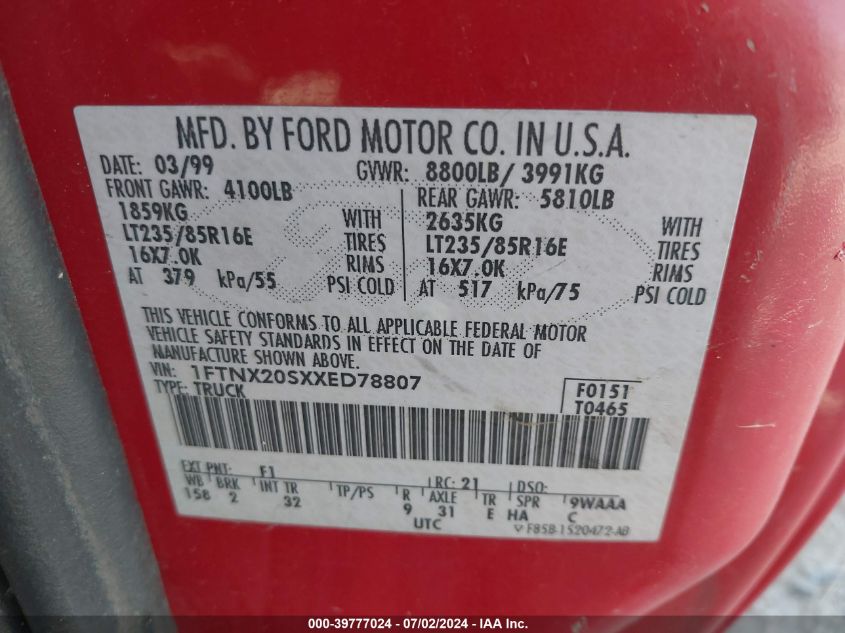 MFD. BY FORD MOTOR CO. IN U.S.A.
DATE: 03/99 GVWR: 8800LB/ 3991KG
FRONT GAWR: 4100LB REAR GAWR: 5810LB
1859KG WITH 2635KG WITH
LT235/85R16E TIRES LT235/85R16E TIRES
16X7.0K RIMS 16X7.0K RIMS
AT 379 kPa/55 PSI COLD AT 517 kPa/75 PSI COLD
THIS VEHICLE CONFORMS TO ALL APPLICABLE FEDERAL MOTOR
VEHICLE SAFETY STANDARDS IN EFFECT ON THE DATE OF
MANUFACTURE SHOWN ABOVE.
VIN: 1FTNX20SXXED78807 F0151
TYPE: TRUCK T0465
EXT PNT: F1 RC: 21 DSO:
WB BRK INT TR TP/PS R AXLE TR SPR 9WAAA
158 2 32 9 31 E HA C
UTC F85B-1520472-AB
000-39777024 - 07/02/2024 - IAA Inc.